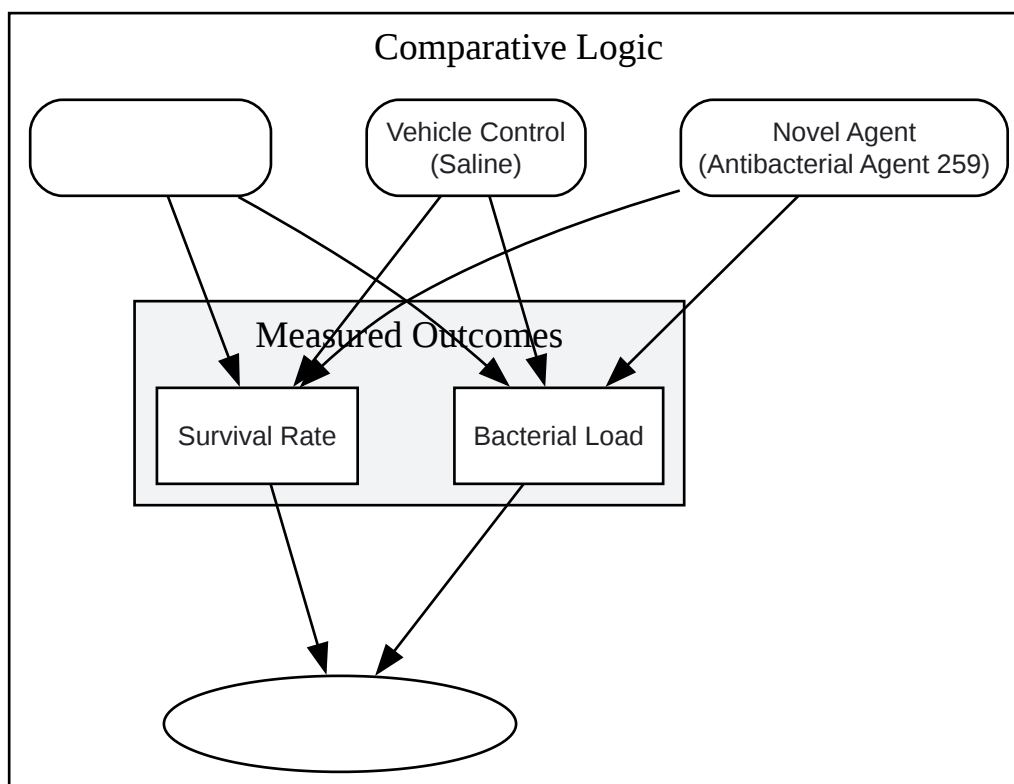 Comparative Logic
Vehicle Control
(Saline)
Novel Agent
(Antibacterial Agent 259)
Measured Outcomes
Survival Rate
Bacterial Load